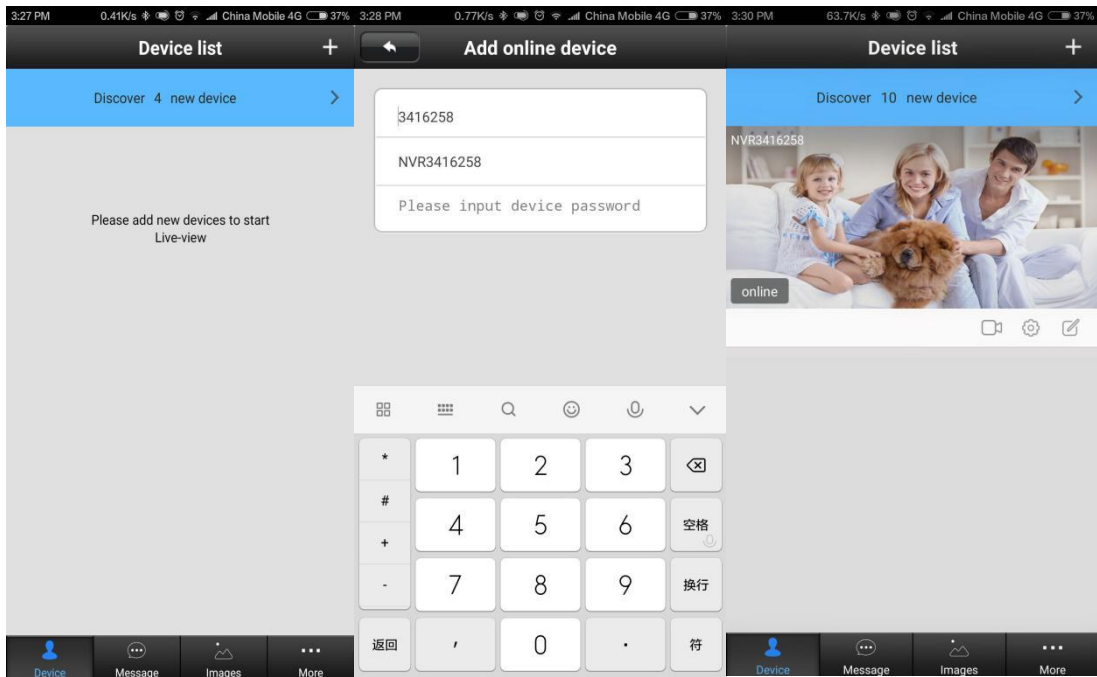 3:27 PM 0.41K/s China Mobile 4G 37%
Device list +
Discover 4 new device
Please add new devices to start
Live-view
Device Message Images More
3:28 PM 0.77K/s China Mobile 4G 37%
Add online device
3416258
NVR3416258
Please input device password
* 1 2 3
# 4 5 6 空格
+
- 7 8 9 换行
返回 , 0 . 符
3:30 PM 63.7K/s China Mobile 4G 37%
Device list +
Discover 10 new device
NVR3416258
online
Device Message Images More